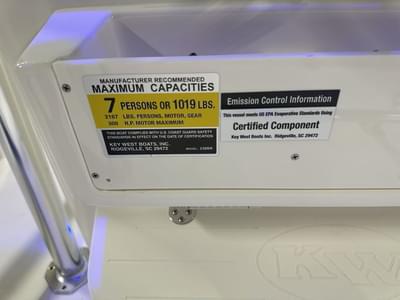 MANUFACTURER RECOMMENDED
MAXIMUM CAPACITIES
7 PERSONS OR 1019 LBS.
2167 LBS. PERSONS, MOTOR, GEAR
300 H.P. MOTOR MAXIMUM
THIS BOAT COMPLIES WITH U.S. COAST GUARD SAFETY
STANDARDS IN EFFECT ON THE DATE OF CERTIFICATION
KEY WEST BOATS, INC.
RIDGEVILLE, SC 29472
Emission Control Information
This vessel meets US EPA Evaporative Standards Using
Certified Component
Key West Boats Inc. Ridgeville, SC 29472
KW